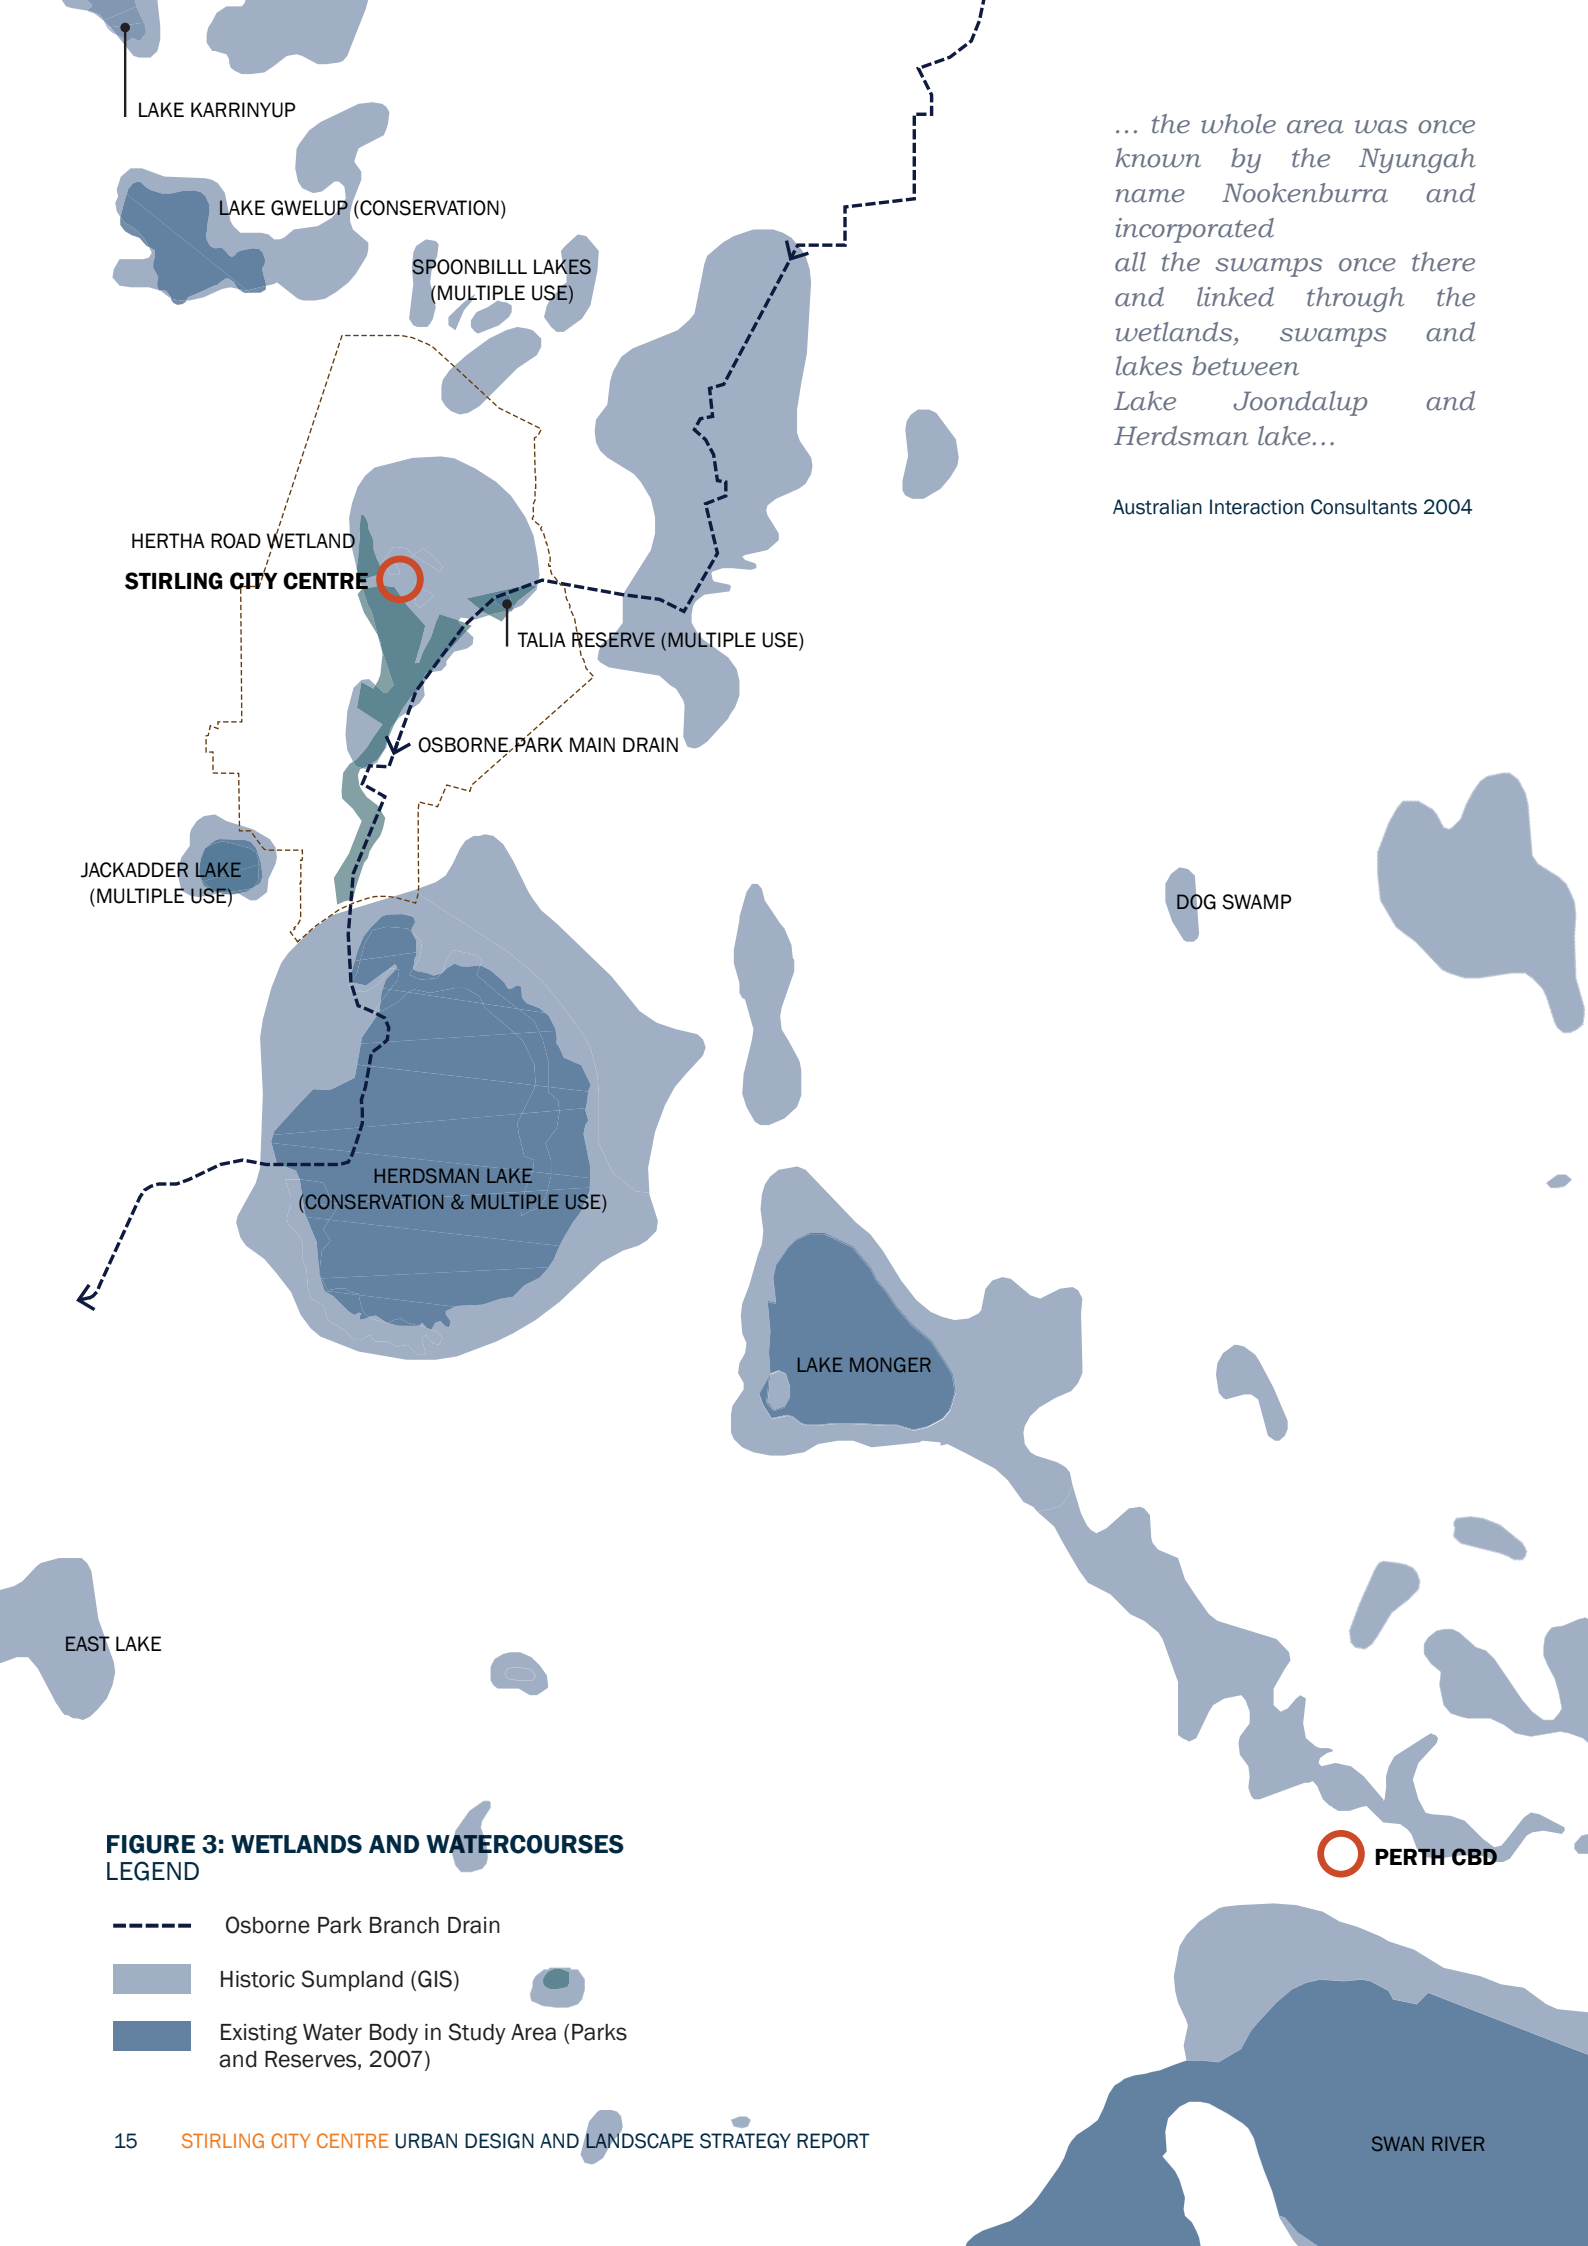 LAKE KARRINYUP
… the whole area was once
known by the Nyungah
name Nookenburra and
incorporated
all the swamps once there
and linked through the
wetlands, swamps and
lakes between
Lake Joondalup and
Herdsman lake…
Australian Interaction Consultants 2004
LAKE GWELUP (CONSERVATION)
SPOONBILLL LAKES
(MULTIPLE USE)
HERTHA ROAD WETLAND
STIRLING CITY CENTRE
TALIA RESERVE (MULTIPLE USE)
OSBORNE PARK MAIN DRAIN
JACKADDER LAKE
(MULTIPLE USE)
DOG SWAMP
HERDSMAN LAKE
(CONSERVATION & MULTIPLE USE)
LAKE MONGER
EAST LAKE
PERTH CBD
SWAN RIVER
FIGURE 3: WETLANDS AND WATERCOURSES
LEGEND
Osborne Park Branch Drain
Historic Sumpland (GIS)
Existing Water Body in Study Area (Parks
and Reserves, 2007)
15 STIRLING CITY CENTRE URBAN DESIGN AND LANDSCAPE STRATEGY REPORT